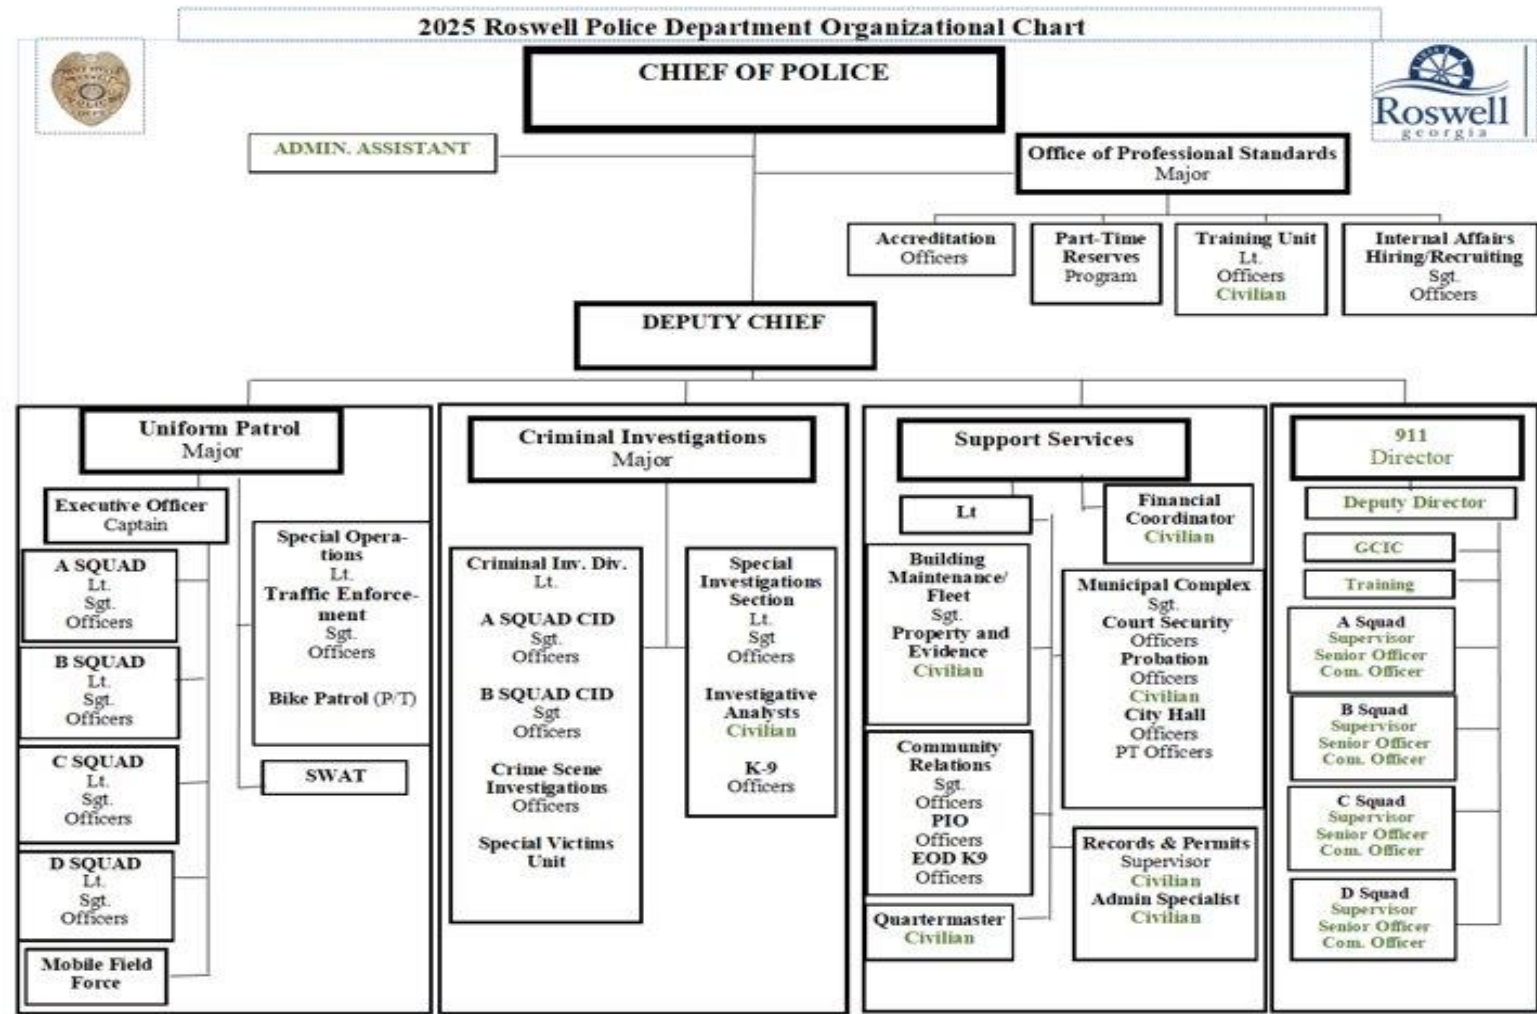 2025 Roswell Police Department Organizational Chart
CHIEF OF POLICE
Roswell
georgia
ADMIN. ASSISTANT
Office of Professional Standards
Major
Accreditation
Officers
Part-Time
Reserves
Program
Training Unit
Lt.
Officers
Civilian
Internal Affairs
Hiring/Recruiting
Sgt.
Officers
DEPUTY CHIEF
Uniform Patrol
Major
Executive Officer
Captain
A SQUAD
Lt.
Sgt.
Officers
B SQUAD
Lt.
Sgt.
Officers
C SQUAD
Lt.
Sgt.
Officers
D SQUAD
Lt.
Sgt.
Officers
Mobile Field
Force
Special Opera-
tions
Lt.
Traffic Enforce-
ment
Sgt.
Officers
Bike Patrol (P/T)
SWAT
Criminal Investigations
Major
Criminal Inv. Div.
Lt.
A SQUAD CID
Sgt.
Officers
B SQUAD CID
Sgt
Officers
Crime Scene
Investigations
Officers
Special Victims
Unit
Special
Investigations
Section
Lt.
Sgt
Officers
Investigative
Analysts
Civilian
K-9
Officers
Support Services
Lt
Building
Maintenance/
Fleet
Sgt.
Property and
Evidence
Civilian
Community
Relations
Sgt.
Officers
PIO
Officers
EOD K9
Officers
Quartermaster
Civilian
Financial
Coordinator
Civilian
Municipal Complex
Sgt.
Court Security
Officers
Probation
Officers
Civilian
City Hall
Officers
PT Officers
Records & Permits
Supervisor
Civilian
Admin Specialist
Civilian
911
Director
Deputy Director
GCIC
Training
A Squad
Supervisor
Senior Officer
Com. Officer
B Squad
Supervisor
Senior Officer
Com. Officer
C Squad
Supervisor
Senior Officer
Com. Officer
D Squad
Supervisor
Senior Officer
Com. Officer